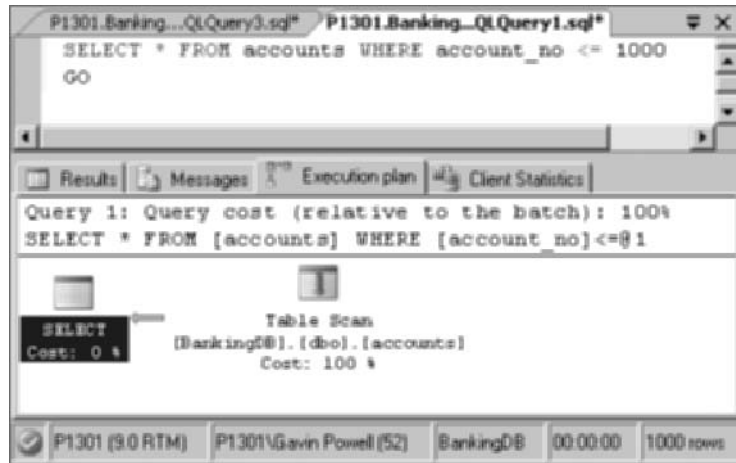 P1301.Banking...QLQuery3.sql* P1301.Banking...QLQuery1.sql*
SELECT * FROM accounts WHERE account_no <= 1000
GO
Results Messages Execution plan Client Statistics
Query 1: Query cost (relative to the batch): 100%
SELECT * FROM [accounts] WHERE [account_no]<=@1
SELECT
Cost: 0 %
Table Scan
[BankingDB].[dbo].[accounts]
Cost: 100 %
P1301 (9.0 RTM) P1301\Gavin Powell (52) BankingDB 00:00:00 1000 rows